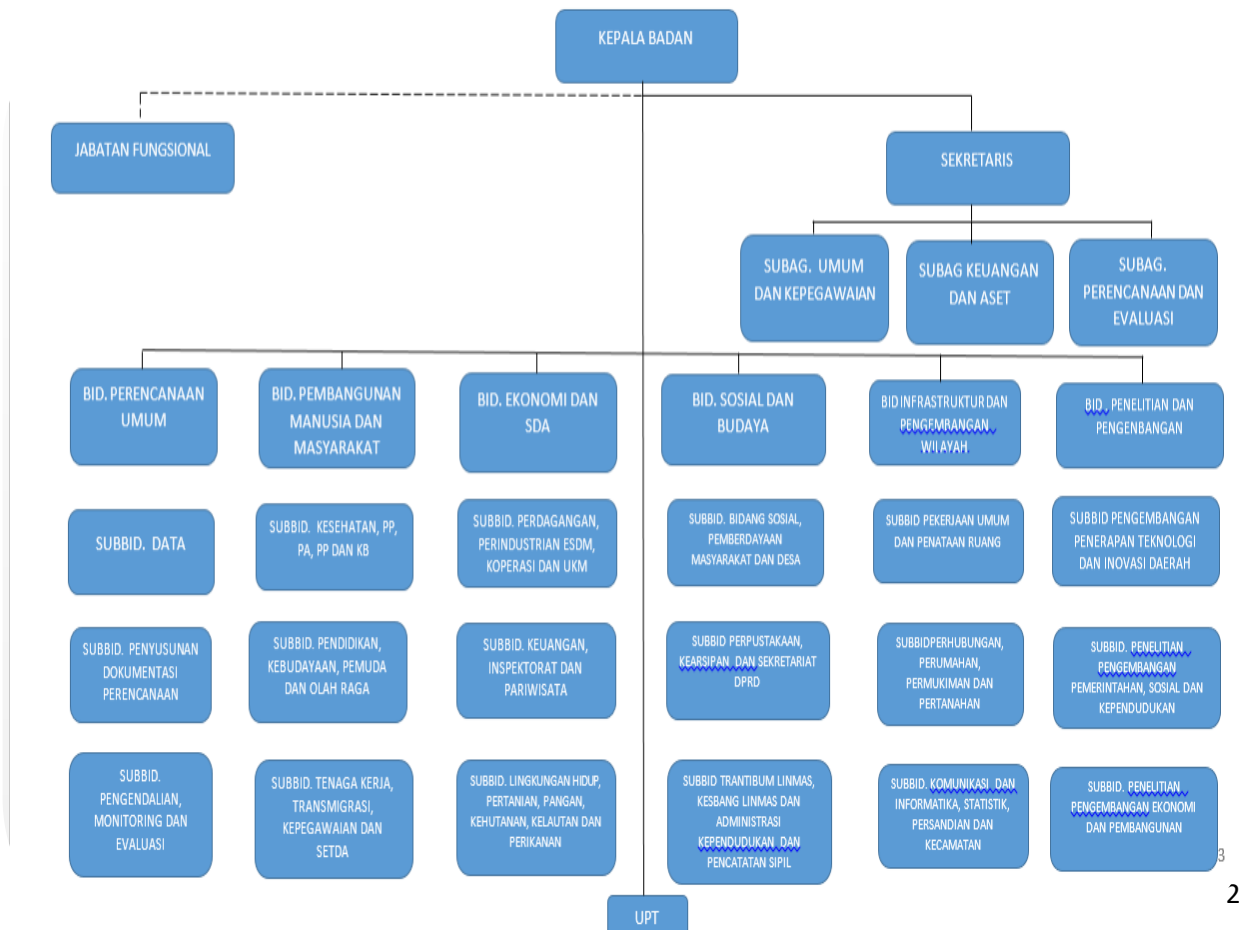 KEPALA BADAN
JABATAN FUNGSIONAL
SEKRETARIS
SUBAG. UMUM
DAN KEPEGAWAIAN
SUBAG KEUANGAN
DAN ASET
SUBAG.
PERENCANAAN DAN
EVALUASI
BID. PERENCANAAN
UMUM
BID. PEMBANGUNAN
MANUSIA DAN
MASYARAKAT
BID. EKONOMI DAN
SDA
BID. SOSIAL DAN
BUDAYA
BID INFRASTRUKTUR DAN
PENGEMBANGAN
WILAYAH
BID . PENELITIAN DAN
PENGENBANGAN
SUBBID. DATA
SUBBID. KESEHATAN, PP,
PA, PP DAN KB
SUBBID. PERDAGANGAN,
PERINDUSTRIAN ESDM,
KOPERASI DAN UKM
SUBBID. BIDANG SOSIAL,
PEMBERDAYAAN
MASYARAKAT DAN DESA
SUBBID PEKERJAAN UMUM
DAN PENATAAN RUANG
SUBBID PENGEMBANGAN
PENERAPAN TEKNOLOGI
DAN INOVASI DAERAH
SUBBID. PENYUSUNAN
DOKUMENTASI
PERENCANAAN
SUBBID. PENDIDIKAN,
KEBUDAYAAN, PEMUDA
DAN OLAH RAGA
SUBBID. KEUANGAN,
INSPEKTORAT DAN
PARIWISATA
SUBBID PERPUSTAKAAN,
KEARSIPAN DAN SEKRETARIAT
DPRD
SUBBIDPERHUBUNGAN,
PERUMAHAN,
PERMUKIMAN DAN
PERTANAHAN
SUBBID. PENELITIAN
PENGEMBANGAN
PEMERINTAHAN, SOSIAL DAN
KEPENDUDUKAN
SUBBID.
PENGENDALIAN,
MONITORING DAN
EVALUASI
SUBBID. TENAGA KERJA,
TRANSMIGRASI,
KEPEGAWAIAN DAN
SETDA
SUBBID. LINGKUNGAN HIDUP,
PERTANIAN, PANGAN,
KEHUTANAN, KELAUTAN DAN
PERIKANAN
SUBBID TRANTIBUM LINMAS,
KESBANG LINMAS DAN
ADMINISTRASI
KEPENDUDUKAN DAN
PENCATATAN SIPIL
SUBBID. KOMUNIKASI DAN
INFORMATIKA, STATISTIK,
PERSANDIAN DAN
KECAMATAN
SUBBID. PENELITIAN
PENGEMBANGAN EKONOMI
DAN PEMBANGUNAN
3
2
UPT